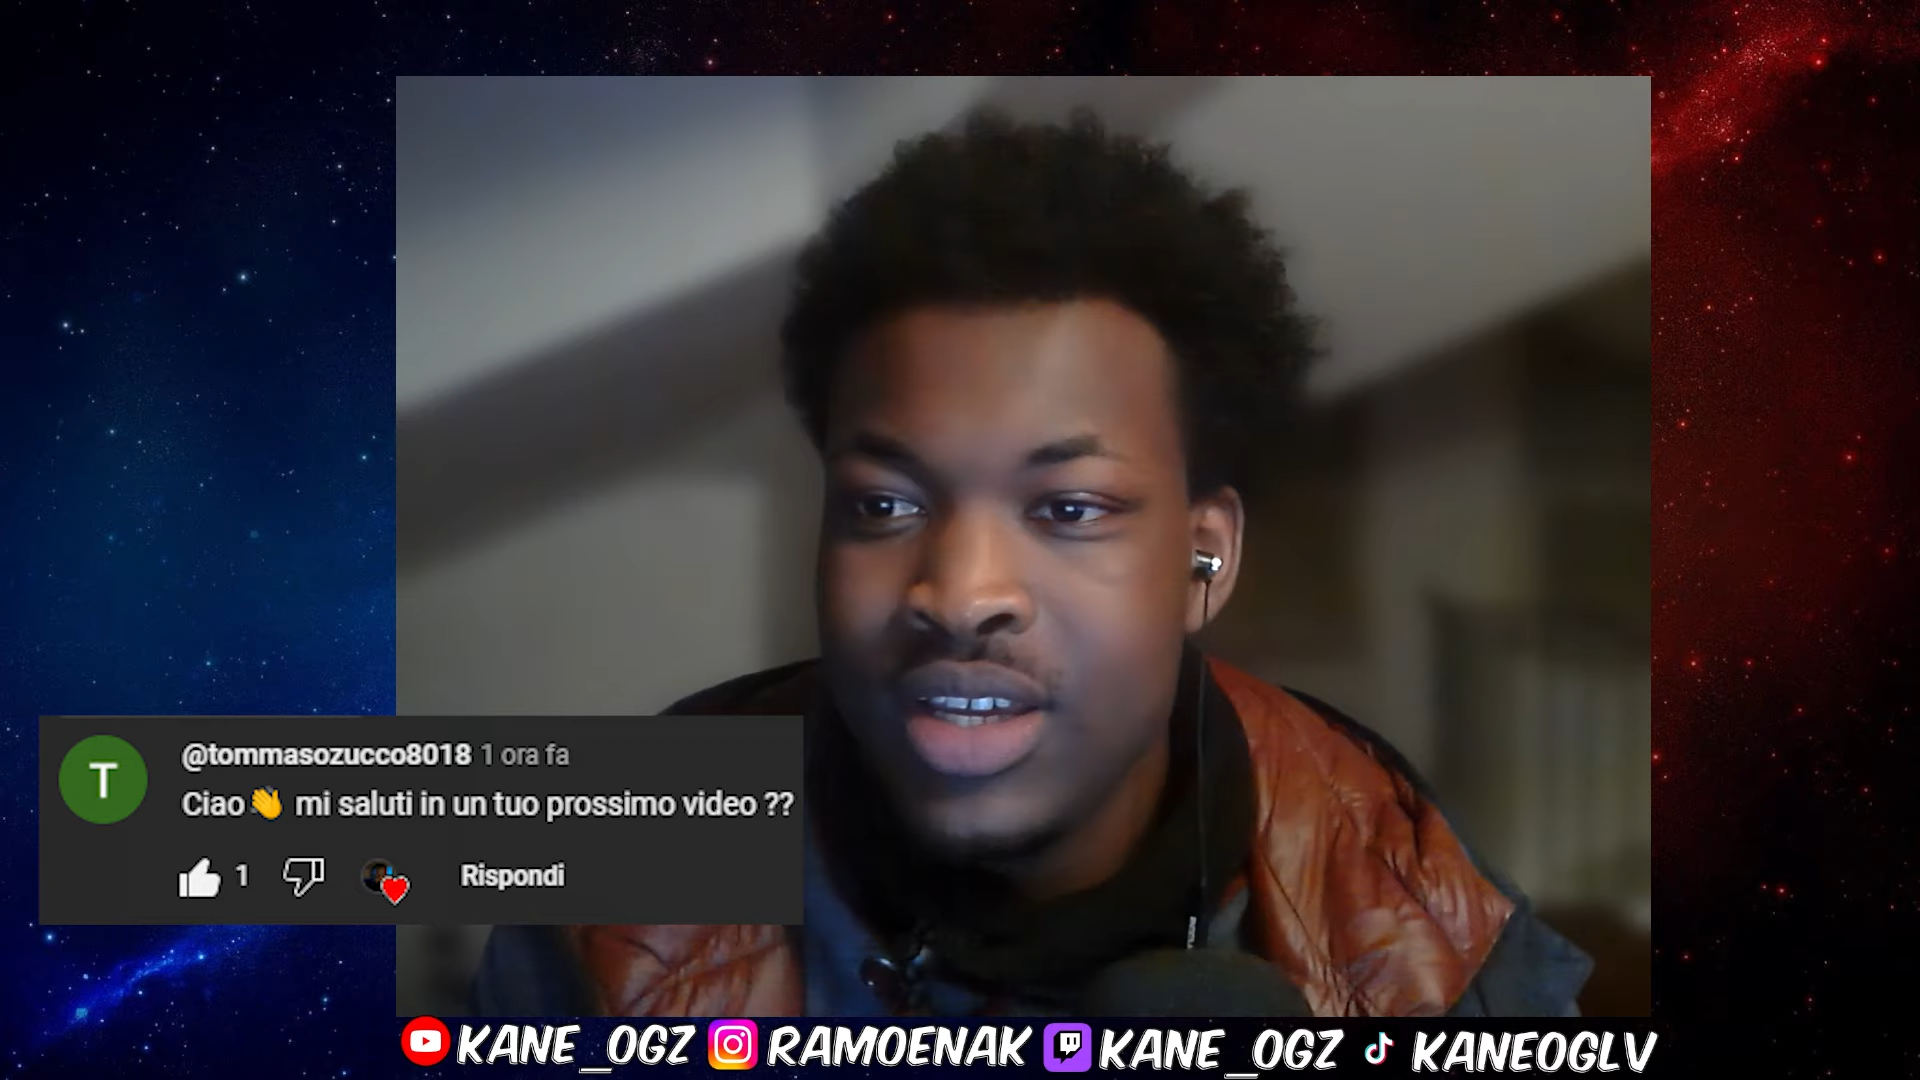 @tommasozucco8018 1 ora fa
Ciao👋 mi saluti in un tuo prossimo video ??
1 Rispondi
T
KANE_OGZ RAMOENAK KANE_OGZ KANEOGLV